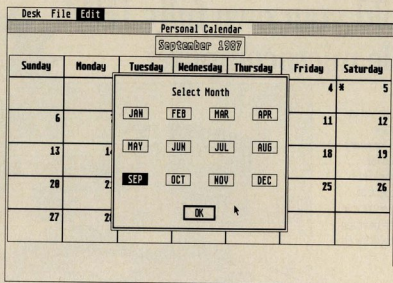 Desk File Edit
Personal Calendar
September 1987
Sunday Monday Tuesday Wednesday Thursday Friday Saturday
4 * 5
Select Month
JAN FEB MAR APR
6 11 12
MAY JUN JUL AUG
13 18 19
SEP OCT NOV DEC
20 25 26
OK
27